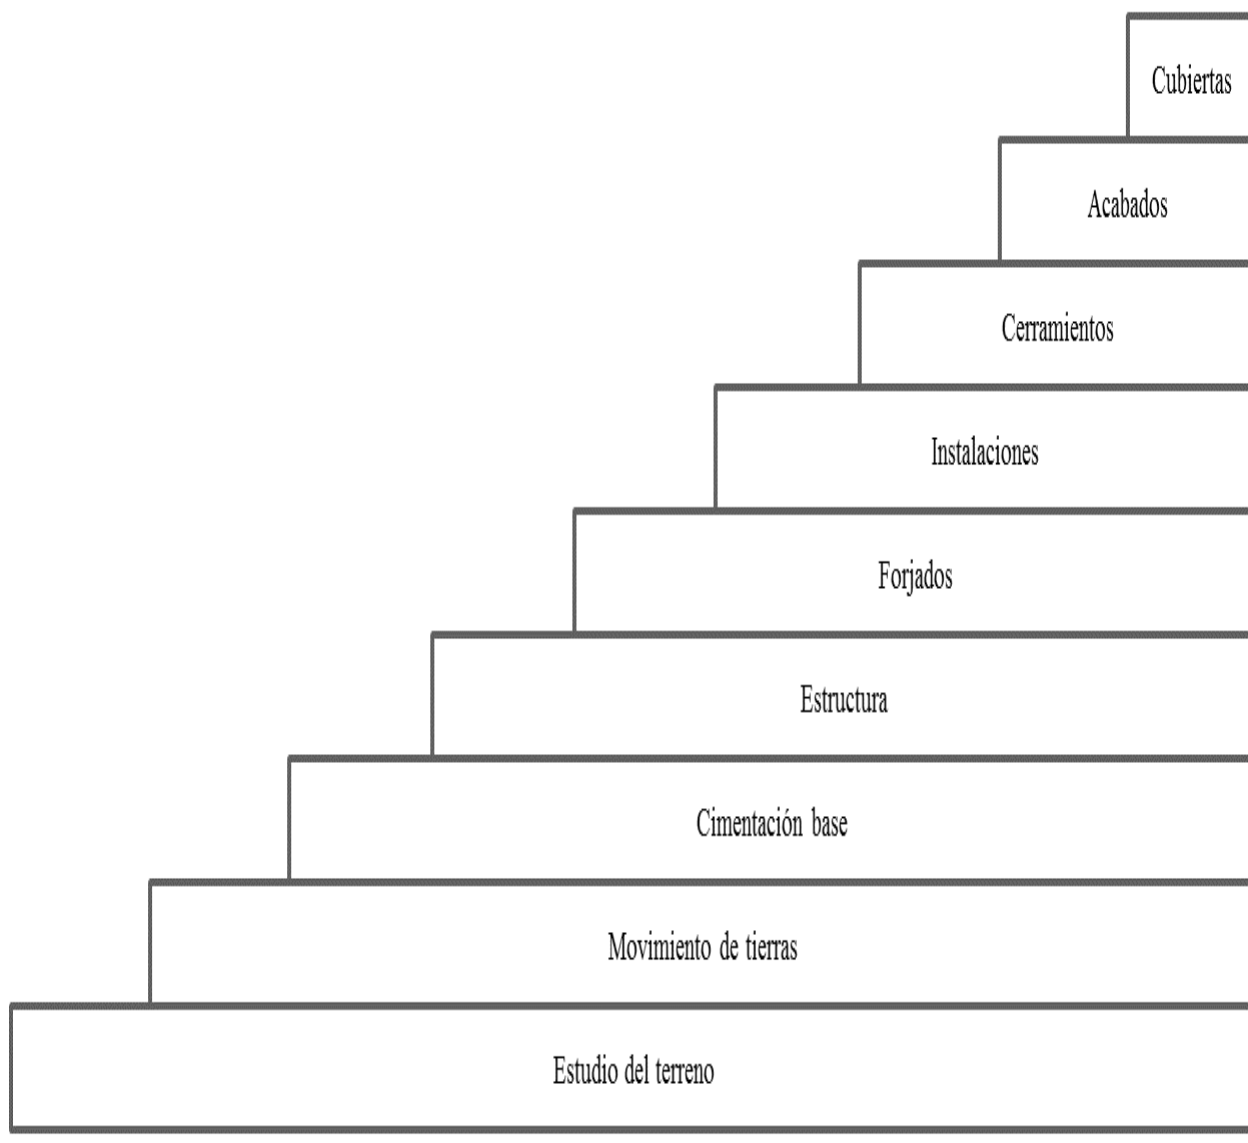 Cubiertas
Acabados
Cerramientos
Instalaciones
Forjados
Estructura
Cimentación base
Movimiento de tierras
Estudio del terreno